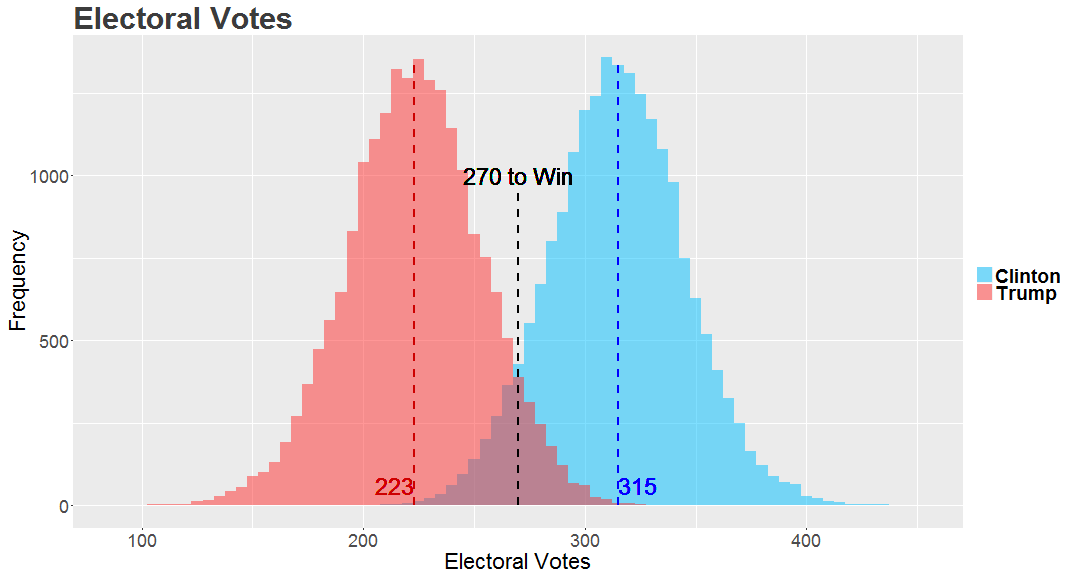 Electoral Votes
1000
500
0
Frequency
270 to Win
223
315
100
200
300
400
Electoral Votes
Clinton
Trump